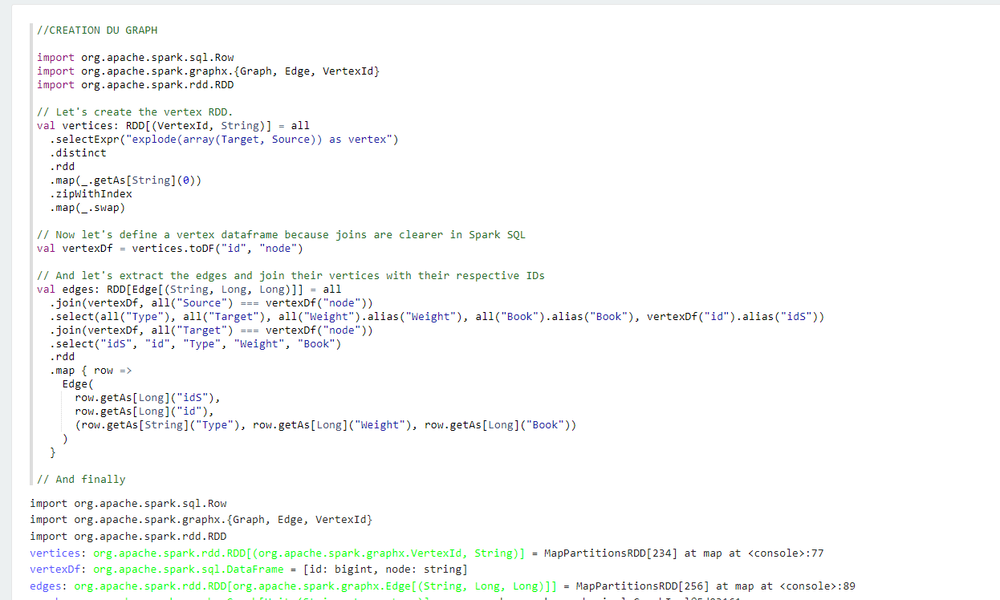 //CREATION DU GRAPH
import org.apache.spark.sql.Row
import org.apache.spark.graphx.{Graph, Edge, VertexId}
import org.apache.spark.rdd.RDD
// Let's create the vertex RDD.
val vertices: RDD[(VertexId, String)] = all
.selectExpr("explode(array(Target, Source)) as vertex")
.distinct
.rdd
.map(_.getAs[String](0))
.zipWithIndex
.map(_.swap)
// Now let's define a vertex dataframe because joins are clearer in Spark SQL
val vertexDf = vertices.toDF("id", "node")
// And let's extract the edges and join their vertices with their respective IDs
val edges: RDD[Edge[(String, Long, Long)]] = all
.join(vertexDf, all("Source") === vertexDf("node"))
.select(all("Type"), all("Target"), all("Weight").alias("Weight"), all("Book").alias("Book"), vertexDf("id").alias("idS"))
.join(vertexDf, all("Target") === vertexDf("node"))
.select("idS", "id", "Type", "Weight", "Book")
.rdd
.map { row =>
Edge(
row.getAs[Long]("idS"),
row.getAs[Long]("id"),
(row.getAs[String]("Type"), row.getAs[Long]("Weight"), row.getAs[Long]("Book"))
)
}
// And finally
import org.apache.spark.sql.Row
import org.apache.spark.graphx.{Graph, Edge, VertexId}
import org.apache.spark.rdd.RDD
vertices: org.apache.spark.rdd.RDD[(org.apache.spark.graphx.VertexId, String)] = MapPartitionsRDD[234] at map at <console>:77
vertexDf: org.apache.spark.sql.DataFrame = [id: bigint, node: string]
edges: org.apache.spark.rdd.RDD[org.apache.spark.graphx.Edge[(String, Long, Long)]] = MapPartitionsRDD[256] at map at <console>:89